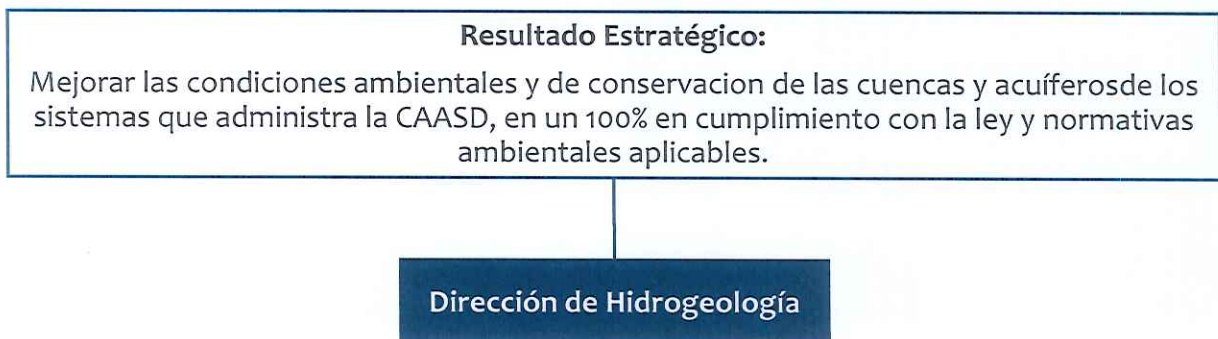 Resultado Estratégico:
Mejorar las condiciones ambientales y de conservacion de las cuencas y acuíferosde los
sistemas que administra la CAASD, en un 100% en cumplimiento con la ley y normativas
ambientales aplicables.
Dirección de Hidrogeología